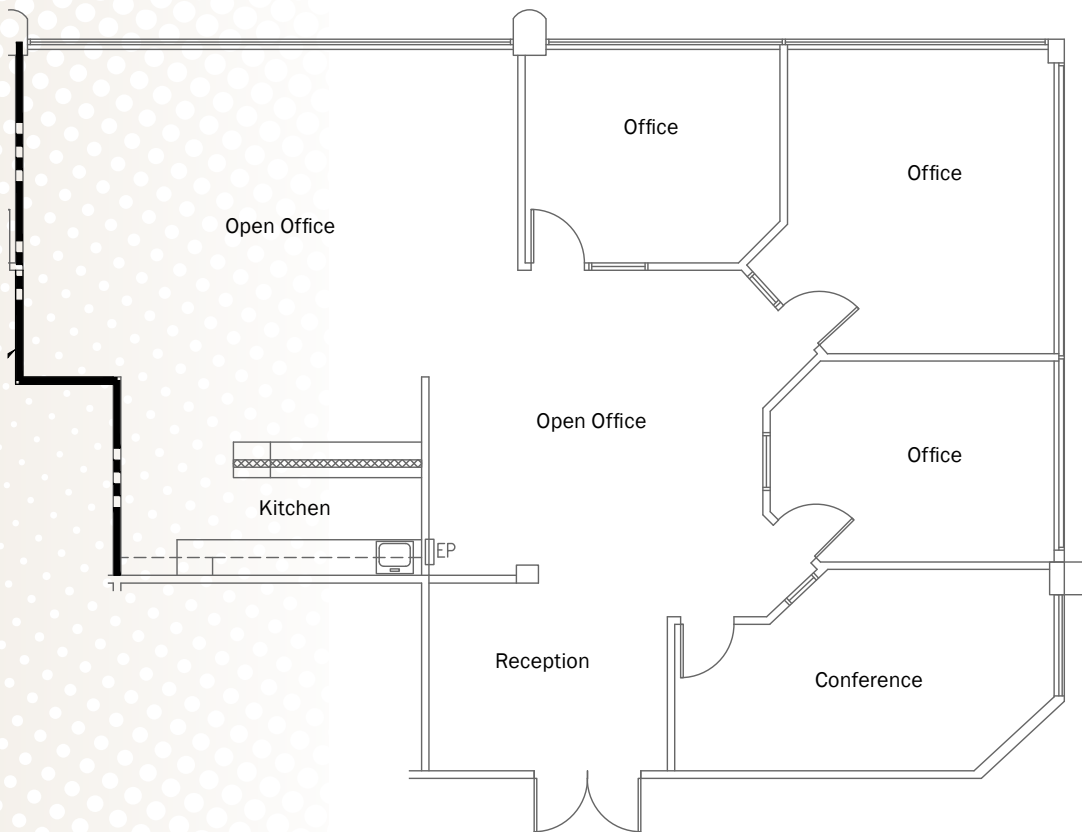 Office
Office
Open Office
Open Office
Office
Kitchen
EP
Reception
Conference